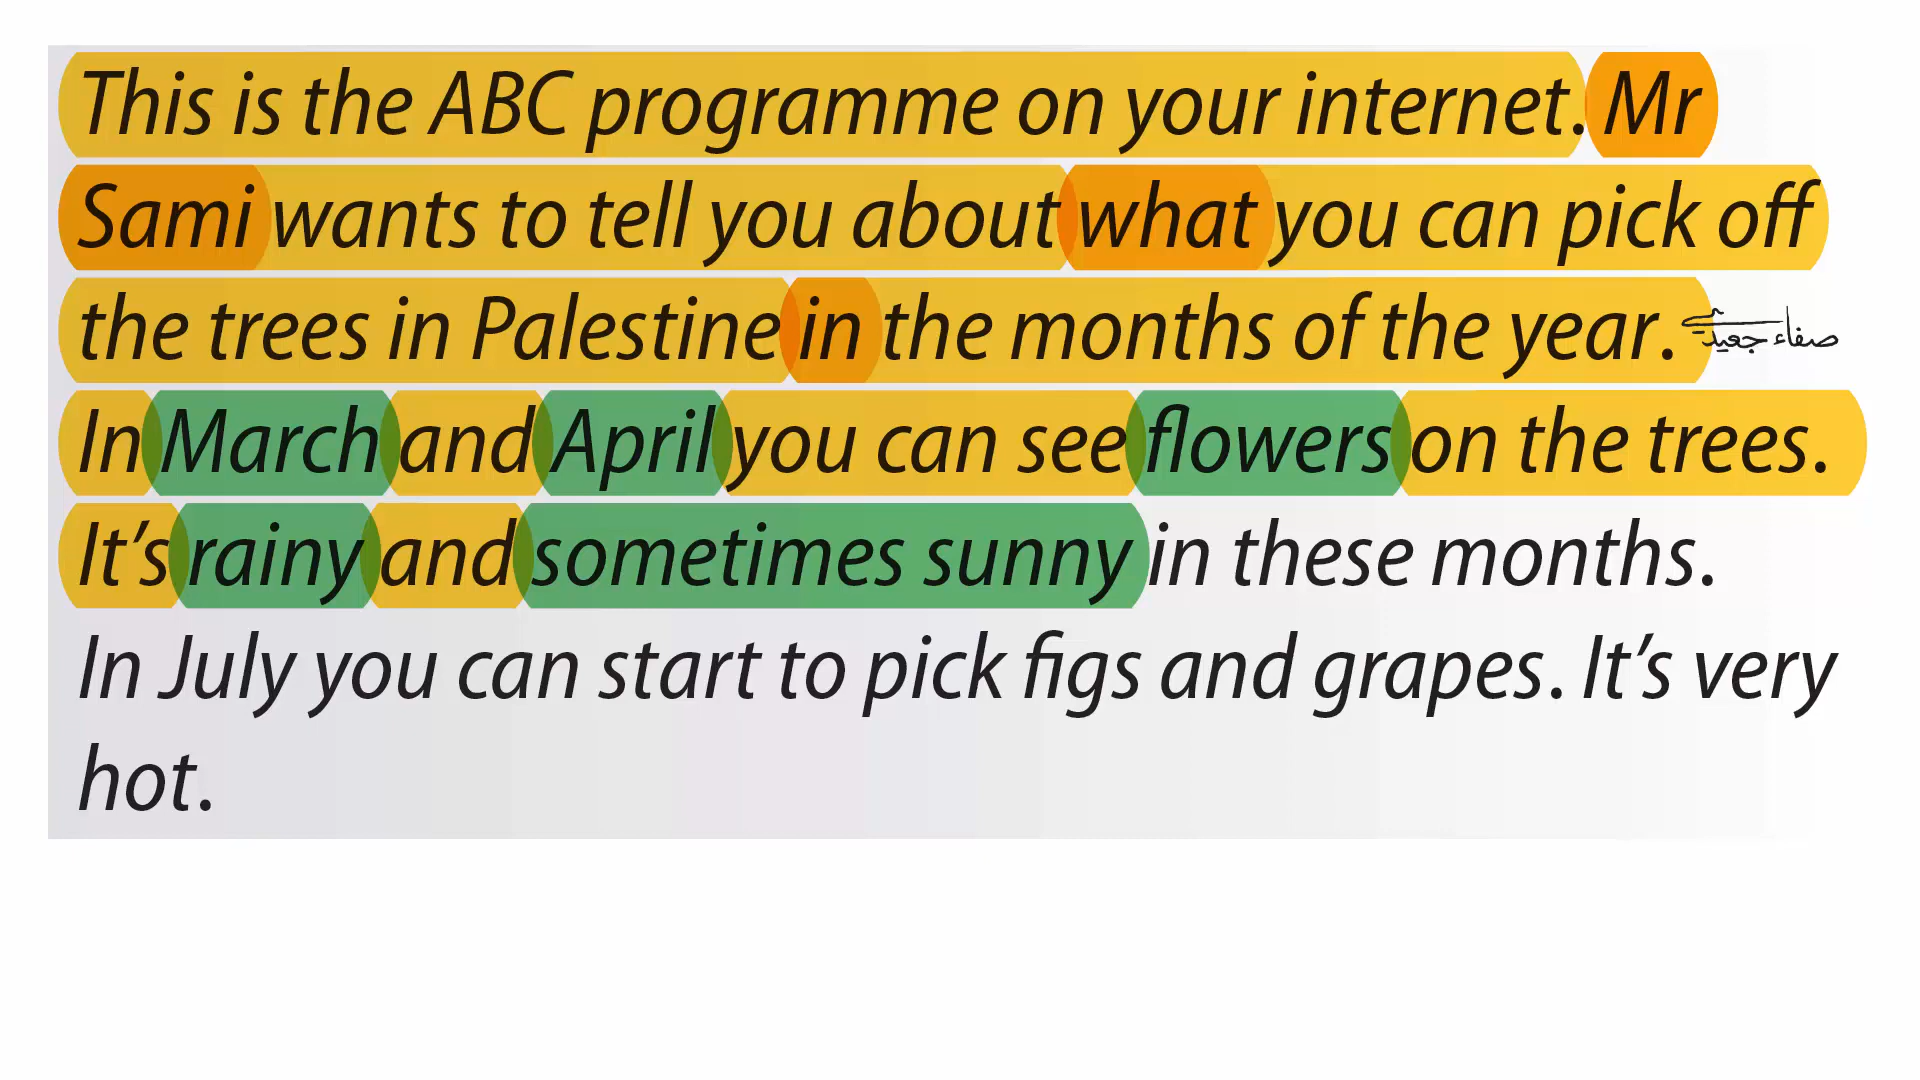 This is the ABC programme on your internet. Mr
Sami wants to tell you about what you can pick off
the trees in Palestine in the months of the year.
صفاء جعيدي
In March and April you can see flowers on the trees.
It’s rainy and sometimes sunny in these months.
In July you can start to pick figs and grapes. It’s very
hot.